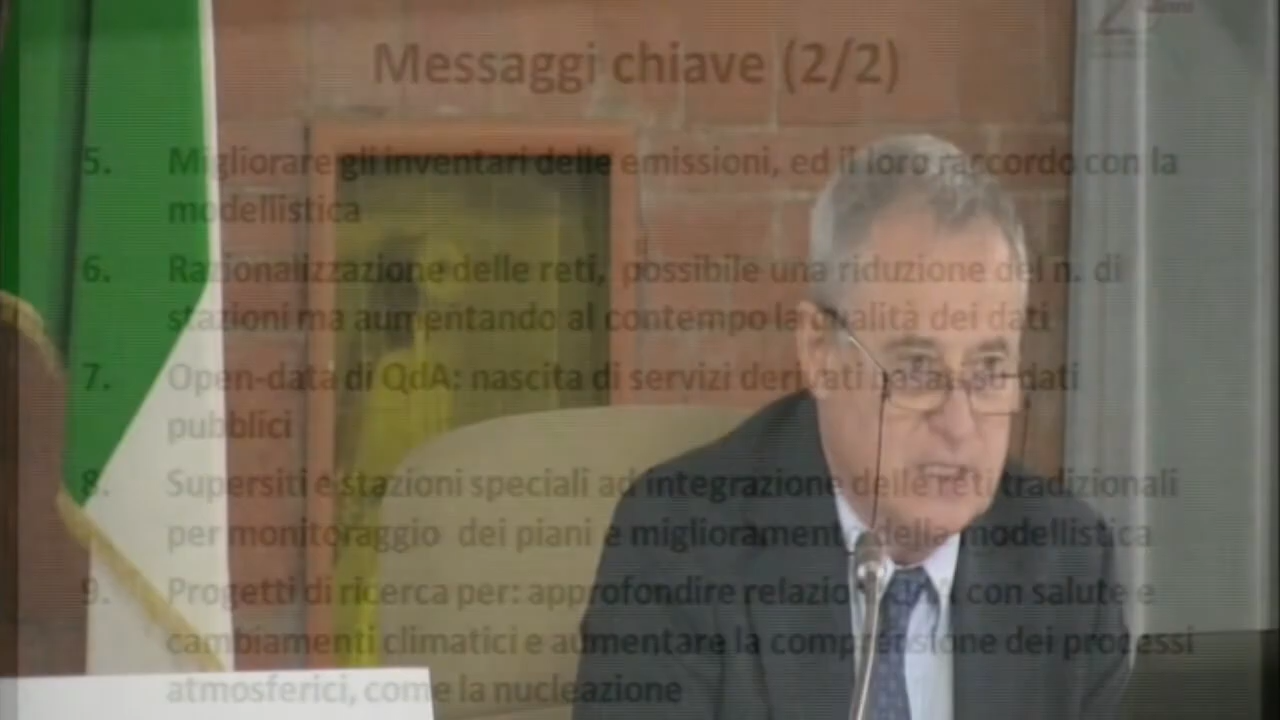 Messaggi chiave (2/2)
5. Migliorare gli inventari delle emissioni, ed il loro raccordo con la
modellistica
6. Razionalizzazione delle reti, possibile una riduzione del n. di
stazioni ma aumentando al contempo la qualità dei dati
7. Open-data di QdA: nascita di servizi derivati basati su dati
pubblici
8. Supersiti e stazioni speciali ad integrazione delle reti tradizionali
per monitoraggio dei piani e miglioramento della modellistica
9. Progetti di ricerca per: approfondire con salute e
cambiamenti climatici e aumentare la comprensione dei processi
atmosferici, come la nucleazione